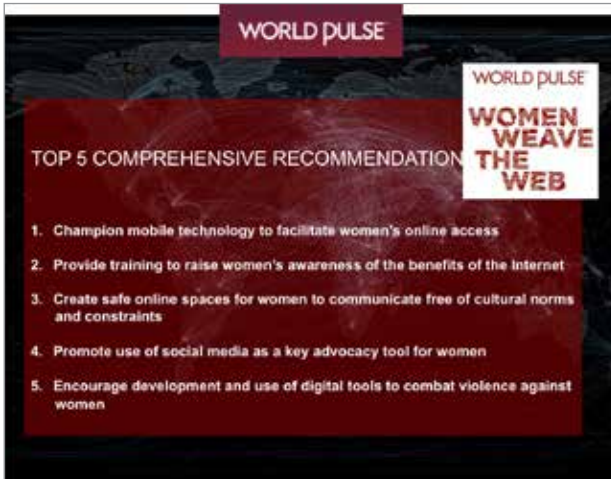 WORLD PULSE
WORLD PULSE
WOMEN
WEAVE
THE
WEB
TOP 5 COMPREHENSIVE RECOMMENDATION
1. Champion mobile technology to facilitate women's online access
2. Provide training to raise women's awareness of the benefits of the Internet
3. Create safe online spaces for women to communicate free of cultural norms
and constraints
4. Promote use of social media as a key advocacy tool for women
5. Encourage development and use of digital tools to combat violence against
women